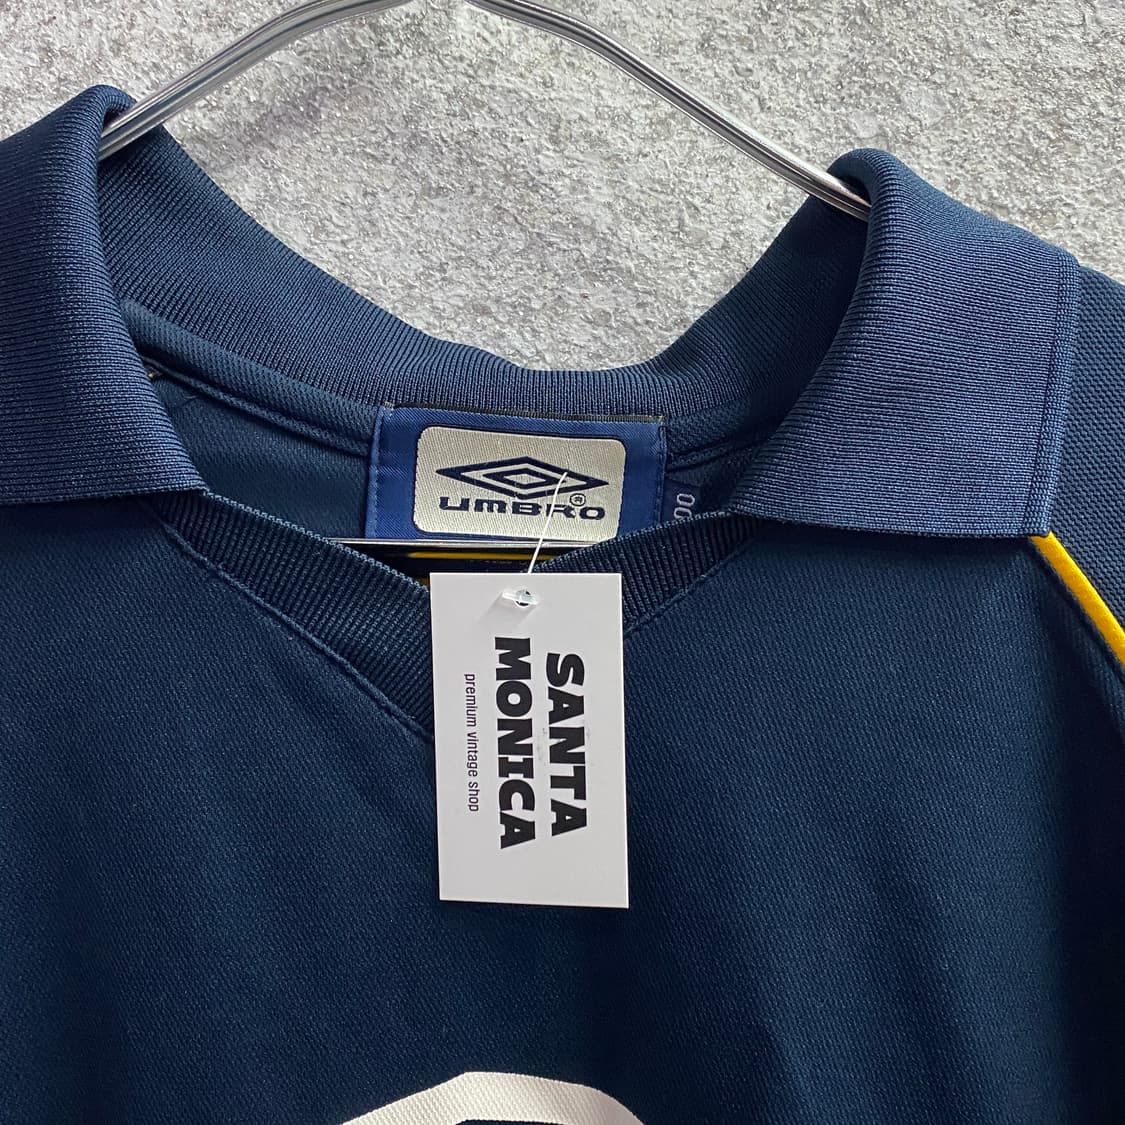 UMBRO
®
SANTA
MONICA
premium vintage shop